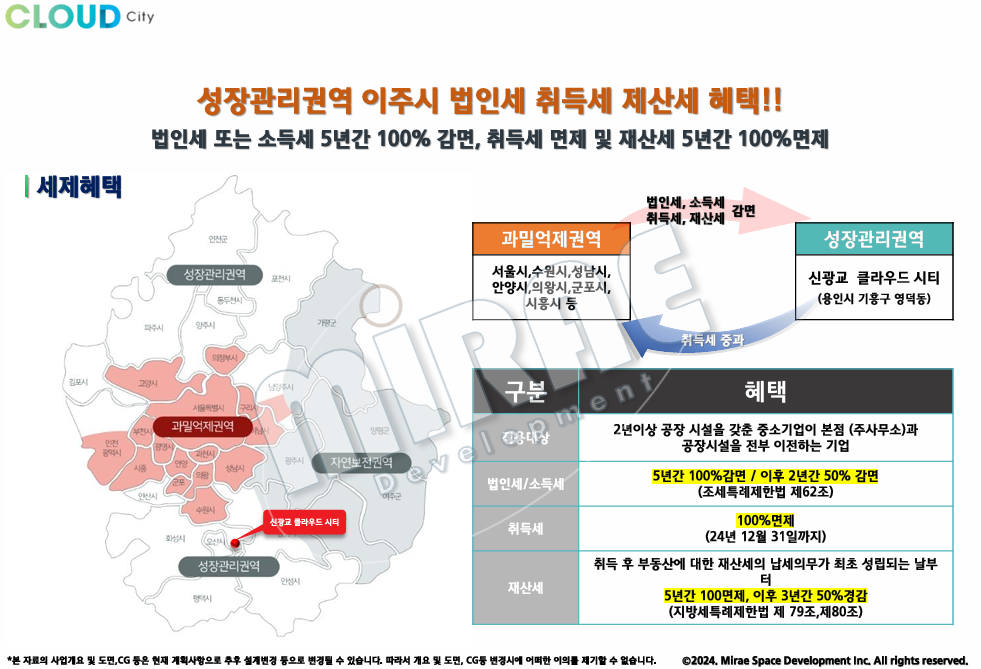 CLOUD City
성장관리권역 이주시 법인세 취득세 재산세 혜택!!
법인세 또는 소득세 5년간 100% 감면, 취득세 면제 및 재산세 5년간 100%면제
세제혜택
연천군
성장관리권역
포천시
동두천시
파주시
양주시
가평군
의정부시
김포시
고양시
남양주시
서울특별시
구리시
과밀억제권역
하남시
양평군
인천
광역시
부천시
광명시
과천시
시흥
안양
성남시
광주시
자연보전권역
군포
의왕
안산시
수원시
여주군
신광교 클라우드 시티
화성시
오산시
성장관리권역
안성시
평택시
법인세, 소득세
취득세, 재산세
감면
과밀억제권역
서울시,수원시,성남시,
안양시,의왕시,군포시,
시흥시 등
성장관리권역
신광교 클라우드 시티
(용인시 기흥구 영덕동)
취득세 중과
구분 혜택
적용대상
2년이상 공장 시설을 갖춘 중소기업이 본점 (주사무소)과
공장시설을 전부 이전하는 기업
법인세/소득세
5년간 100%감면 / 이후 2년간 50% 감면
(조세특례제한법 제62조)
취득세
100%면제
(24년 12월 31일까지)
재산세
취득 후 부동산에 대한 재산세의 납세의무가 최초 성립되는 날부
터
5년간 100면제, 이후 3년간 50%경감
(지방세특례제한법 제 79조,제80조)
MIRAE
Development
*본 자료의 사업개요 및 도면,CG 등은 현재 계획사항으로 추후 설계변경 등으로 변경될 수 있습니다. 따라서 개요 및 도면, CG등 변경시에 어떠한 이의를 제기할 수 없습니다.
©2024. Mirae Space Development Inc. All rights reserved.